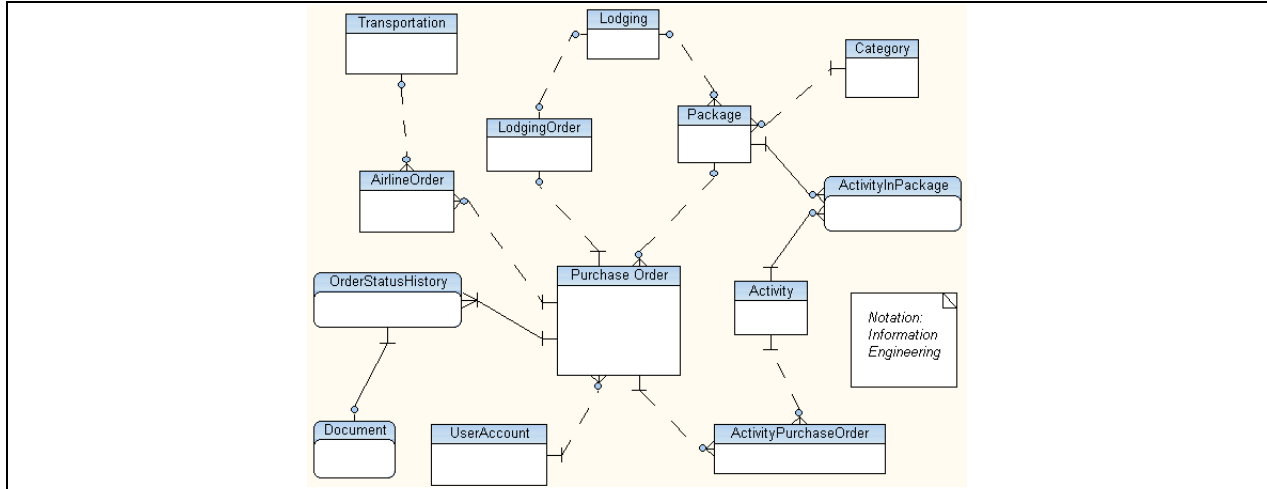 Transportation
Lodging
Category
LodgingOrder
Package
AirlineOrder
ActivityInPackage
OrderStatusHistory
Purchase Order
Activity
Notation:
Information
Engineering
Document
UserAccount
ActivityPurchaseOrder